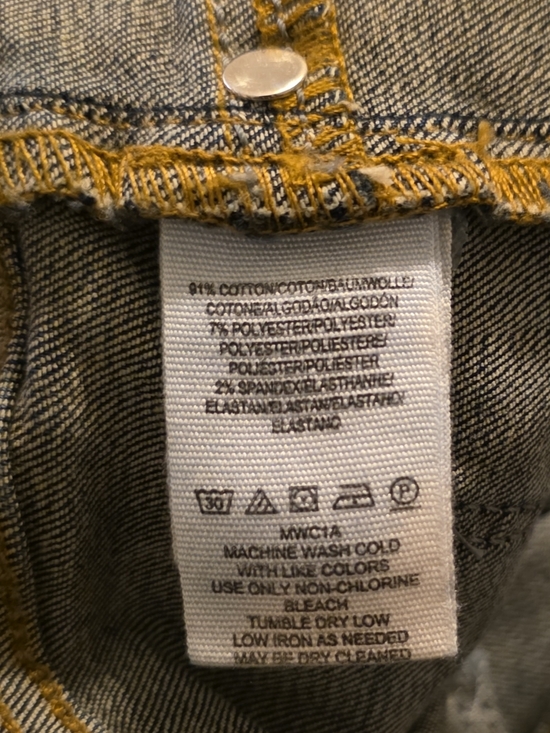 91% COTTON/COTON/BAUMWOLLE/
COTONE/ALGODÃO/ALGODÓN
7% POLYESTER/POLYESTER/
POLYESTER/POLIESTERE/
POLIÉSTER/POLIÉSTER
2% SPANDEX/ELASTHANNE/
ELASTAN/ELASTAN/ELASTANO/
ELASTANO
30 P
MWC1A
MACHINE WASH COLD
WITH LIKE COLORS
USE ONLY NON-CHLORINE
BLEACH
TUMBLE DRY LOW
LOW IRON AS NEEDED
MAY BE DRY CLEANED